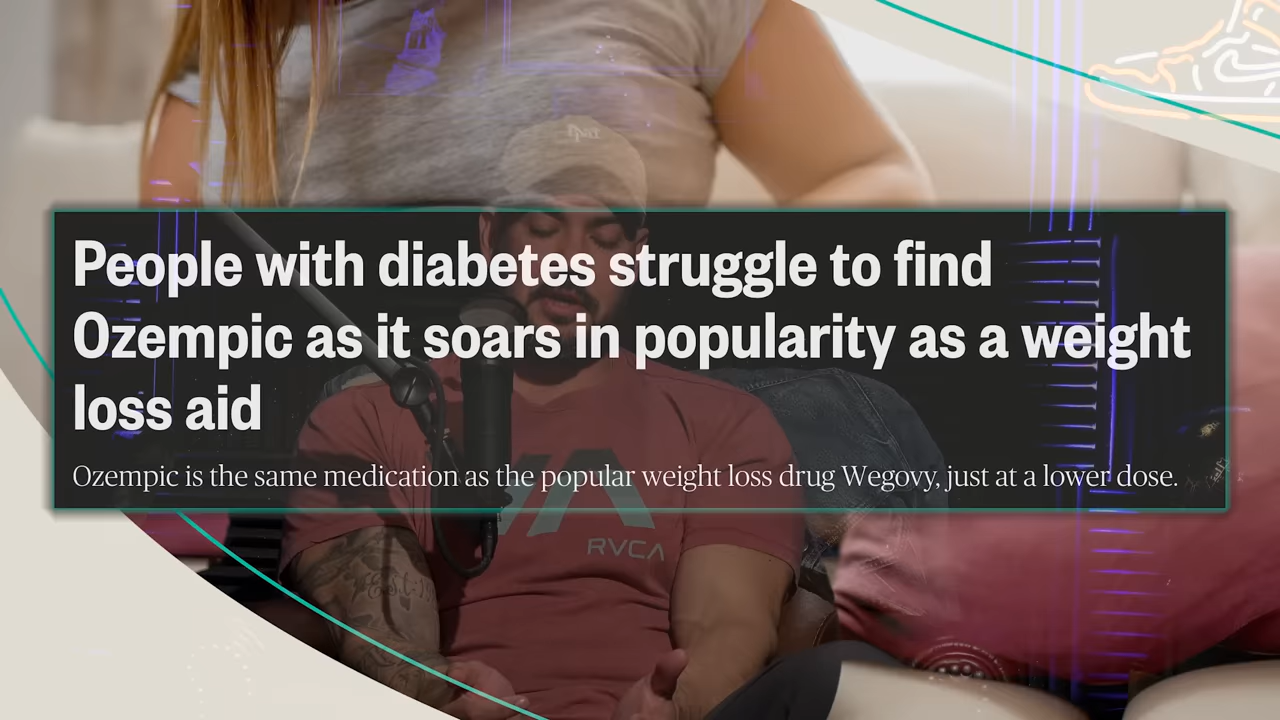 People with diabetes struggle to find
Ozempic as it soars in popularity as a weight
loss aid
Ozempic is the same medication as the popular weight loss drug Wegovy, just at a lower dose.
RVCA